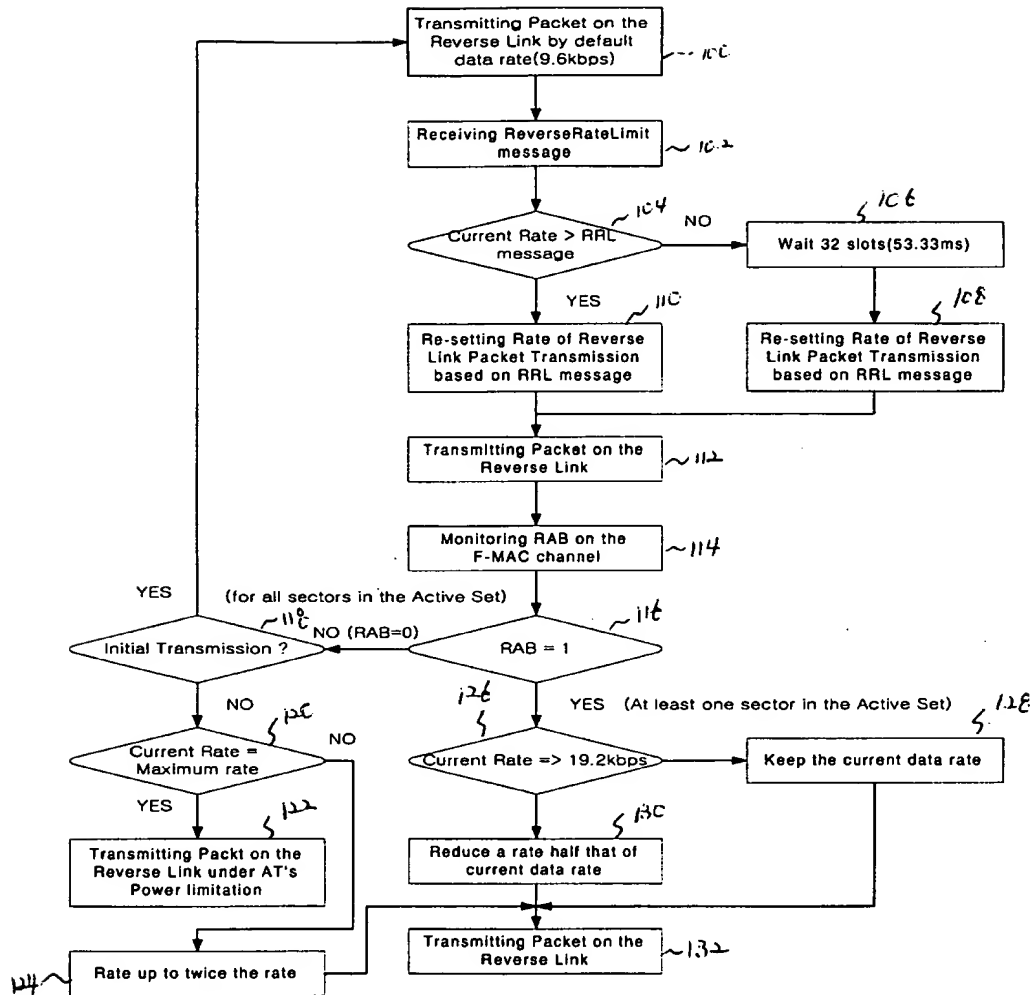 Transmitting Packet on the
Reverse Link by default
data rate(9.6kbps)
100
Receiving ReverseRateLimit
message
102
104
Current Rate > RRL
message
NO
106
Wait 32 slots(53.33ms)
YES
110
Re-setting Rate of Reverse
Link Packet Transmission
based on RRL message
108
Re-setting Rate of Reverse
Link Packet Transmission
based on RRL message
Transmitting Packet on the
Reverse Link
112
Monitoring RAB on the
F-MAC channel
114
YES
(for all sectors in the Active Set)
118
Initial Transmission ?
NO (RAB=0)
116
RAB = 1
NO
120
Current Rate =
Maximum rate
NO
YES
126
YES (At least one sector in the Active Set)
Current Rate => 19.2kbps
128
Keep the current data rate
122
Transmitting Packt on the
Reverse Link under AT's
Power limitation
130
Reduce a rate half that of
current data rate
124
Rate up to twice the rate
Transmitting Packet on the
Reverse Link
132